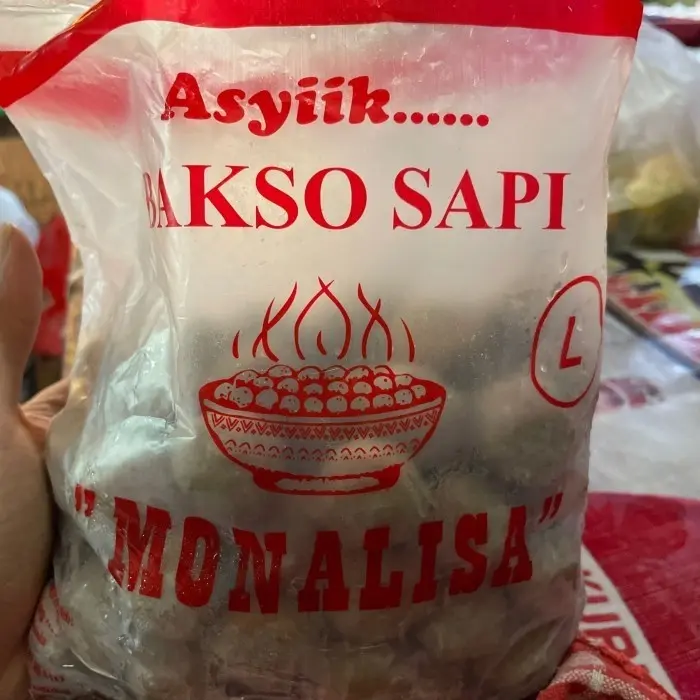 Asyiik......
BAKSO SAPI
L
"MONALISA"